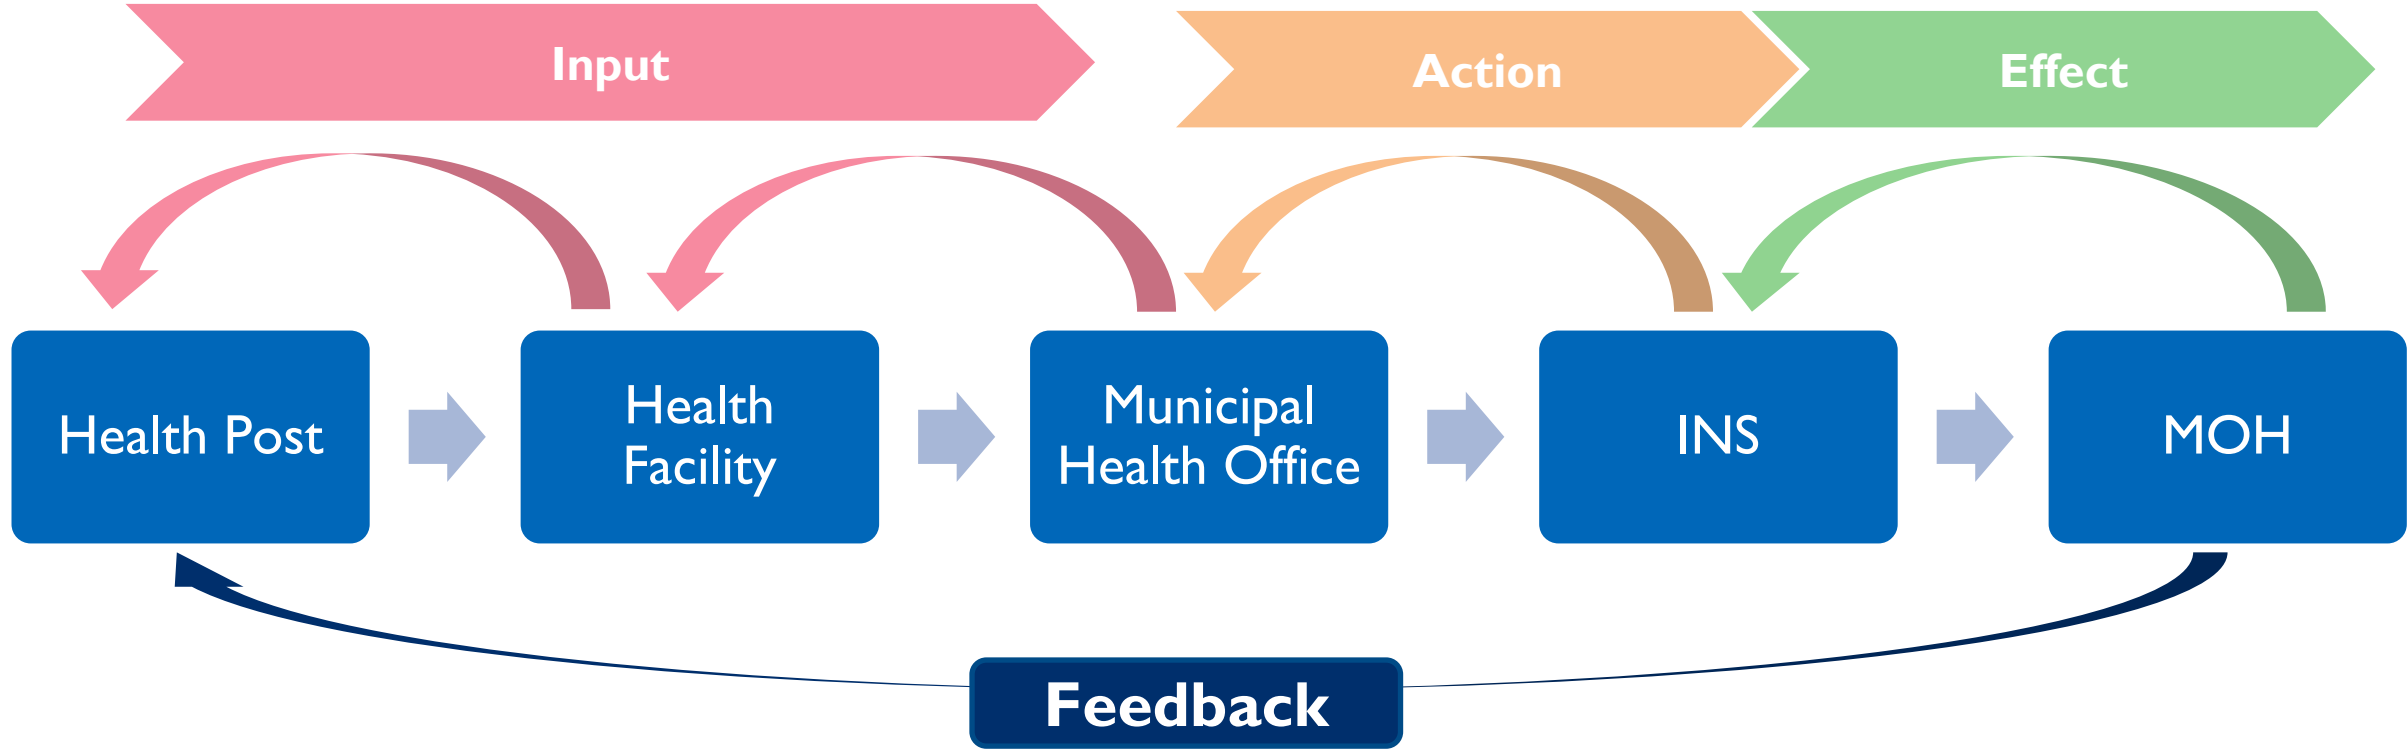 Input
Action
Effect
Health Post
Health
Facility
Municipal
Health Office
INS
MOH
Feedback